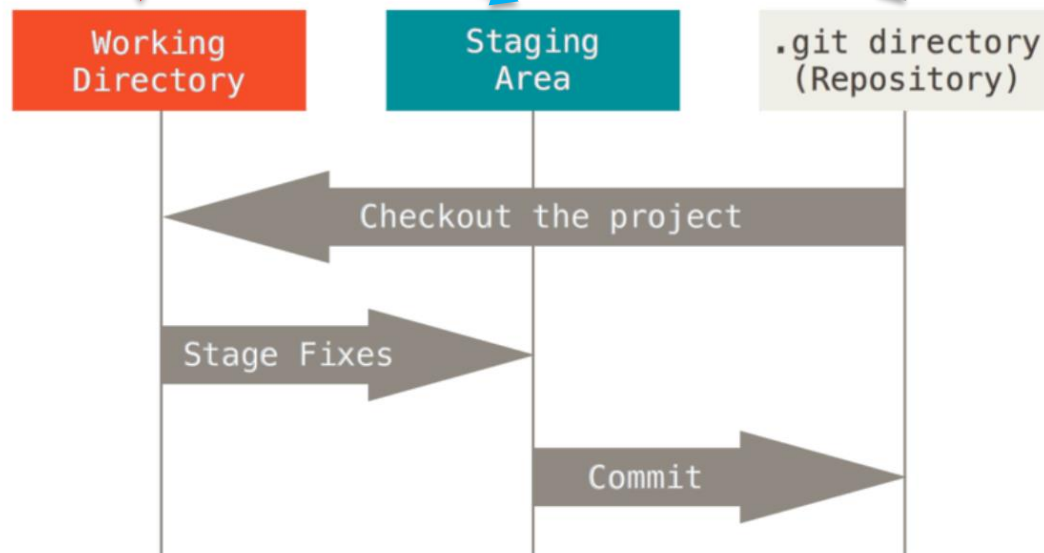 Working
Directory
Staging
Area
.git directory
(Repository)
Checkout the project
Stage Fixes
Commit